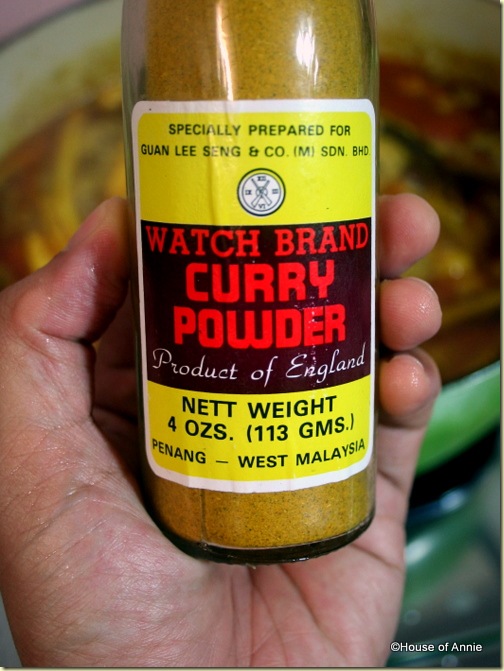 SPECIALLY PREPARED FOR
GUAN LEE SENG & CO. (M) SDN. BHD.
WATCH BRAND
CURRY
POWDER
Product of England
NETT WEIGHT
4 OZS. (113 GMS.)
PENANG — WEST MALAYSIA
©House of Annie